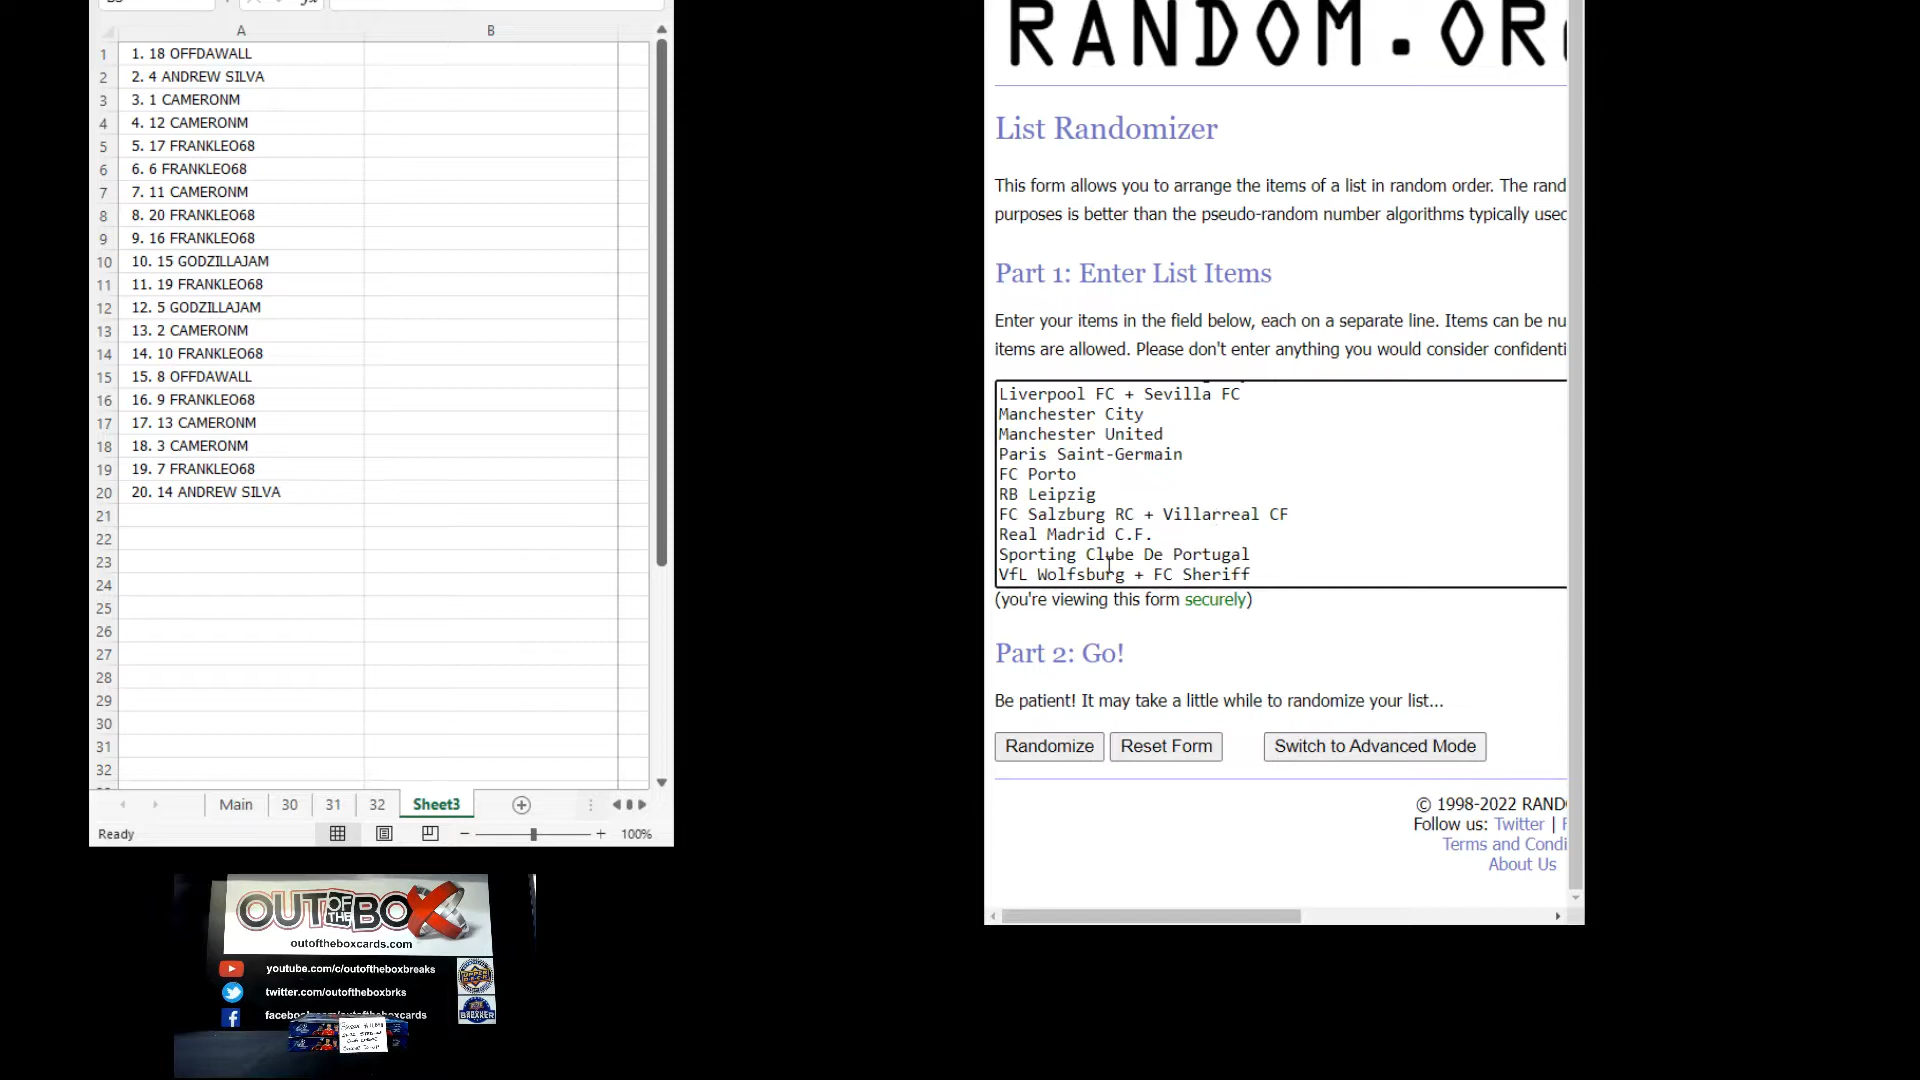 A
B
1
1. 18 OFFDAWALL
2
2. 4 ANDREW SILVA
3
3. 1 CAMERONM
4
4. 12 CAMERONM
5
5. 17 FRANKLEO68
6
6. 6 FRANKLEO68
7
7. 11 CAMERONM
8
8. 20 FRANKLEO68
9
9. 16 FRANKLEO68
10
10. 15 GODZILLAJAM
11
11. 19 FRANKLEO68
12
12. 5 GODZILLAJAM
13
13. 2 CAMERONM
14
14. 10 FRANKLEO68
15
15. 8 OFFDAWALL
16
16. 9 FRANKLEO68
17
17. 13 CAMERONM
18
18. 3 CAMERONM
19
19. 7 FRANKLEO68
20
20. 14 ANDREW SILVA
21
22
23
24
25
26
27
28
29
30
31
32
Main 30 31 32 Sheet3
Ready
100%
OUT OF THE BOX
outoftheboxcards.com
youtube.com/c/outoftheboxbreaks
twitter.com/outoftheboxbrks
RANDOM.OR
List Randomizer
This form allows you to arrange the items of a list in random order. The rand
purposes is better than the pseudo-random number algorithms typically used
Part 1: Enter List Items
Enter your items in the field below, each on a separate line. Items can be nu
items are allowed. Please don't enter anything you would consider confidenti
Liverpool FC + Sevilla FC
Manchester City
Manchester United
Paris Saint-Germain
FC Porto
RB Leipzig
FC Salzburg RC + Villarreal CF
Real Madrid C.F.
Sporting Clube De Portugal
VfL Wolfsburg + FC Sheriff
(you're viewing this form securely)
Part 2: Go!
Be patient! It may take a little while to randomize your list...
Randomize Reset Form Switch to Advanced Mode
© 1998-2022 RAND
Follow us: Twitter |
Terms and Condi
About Us